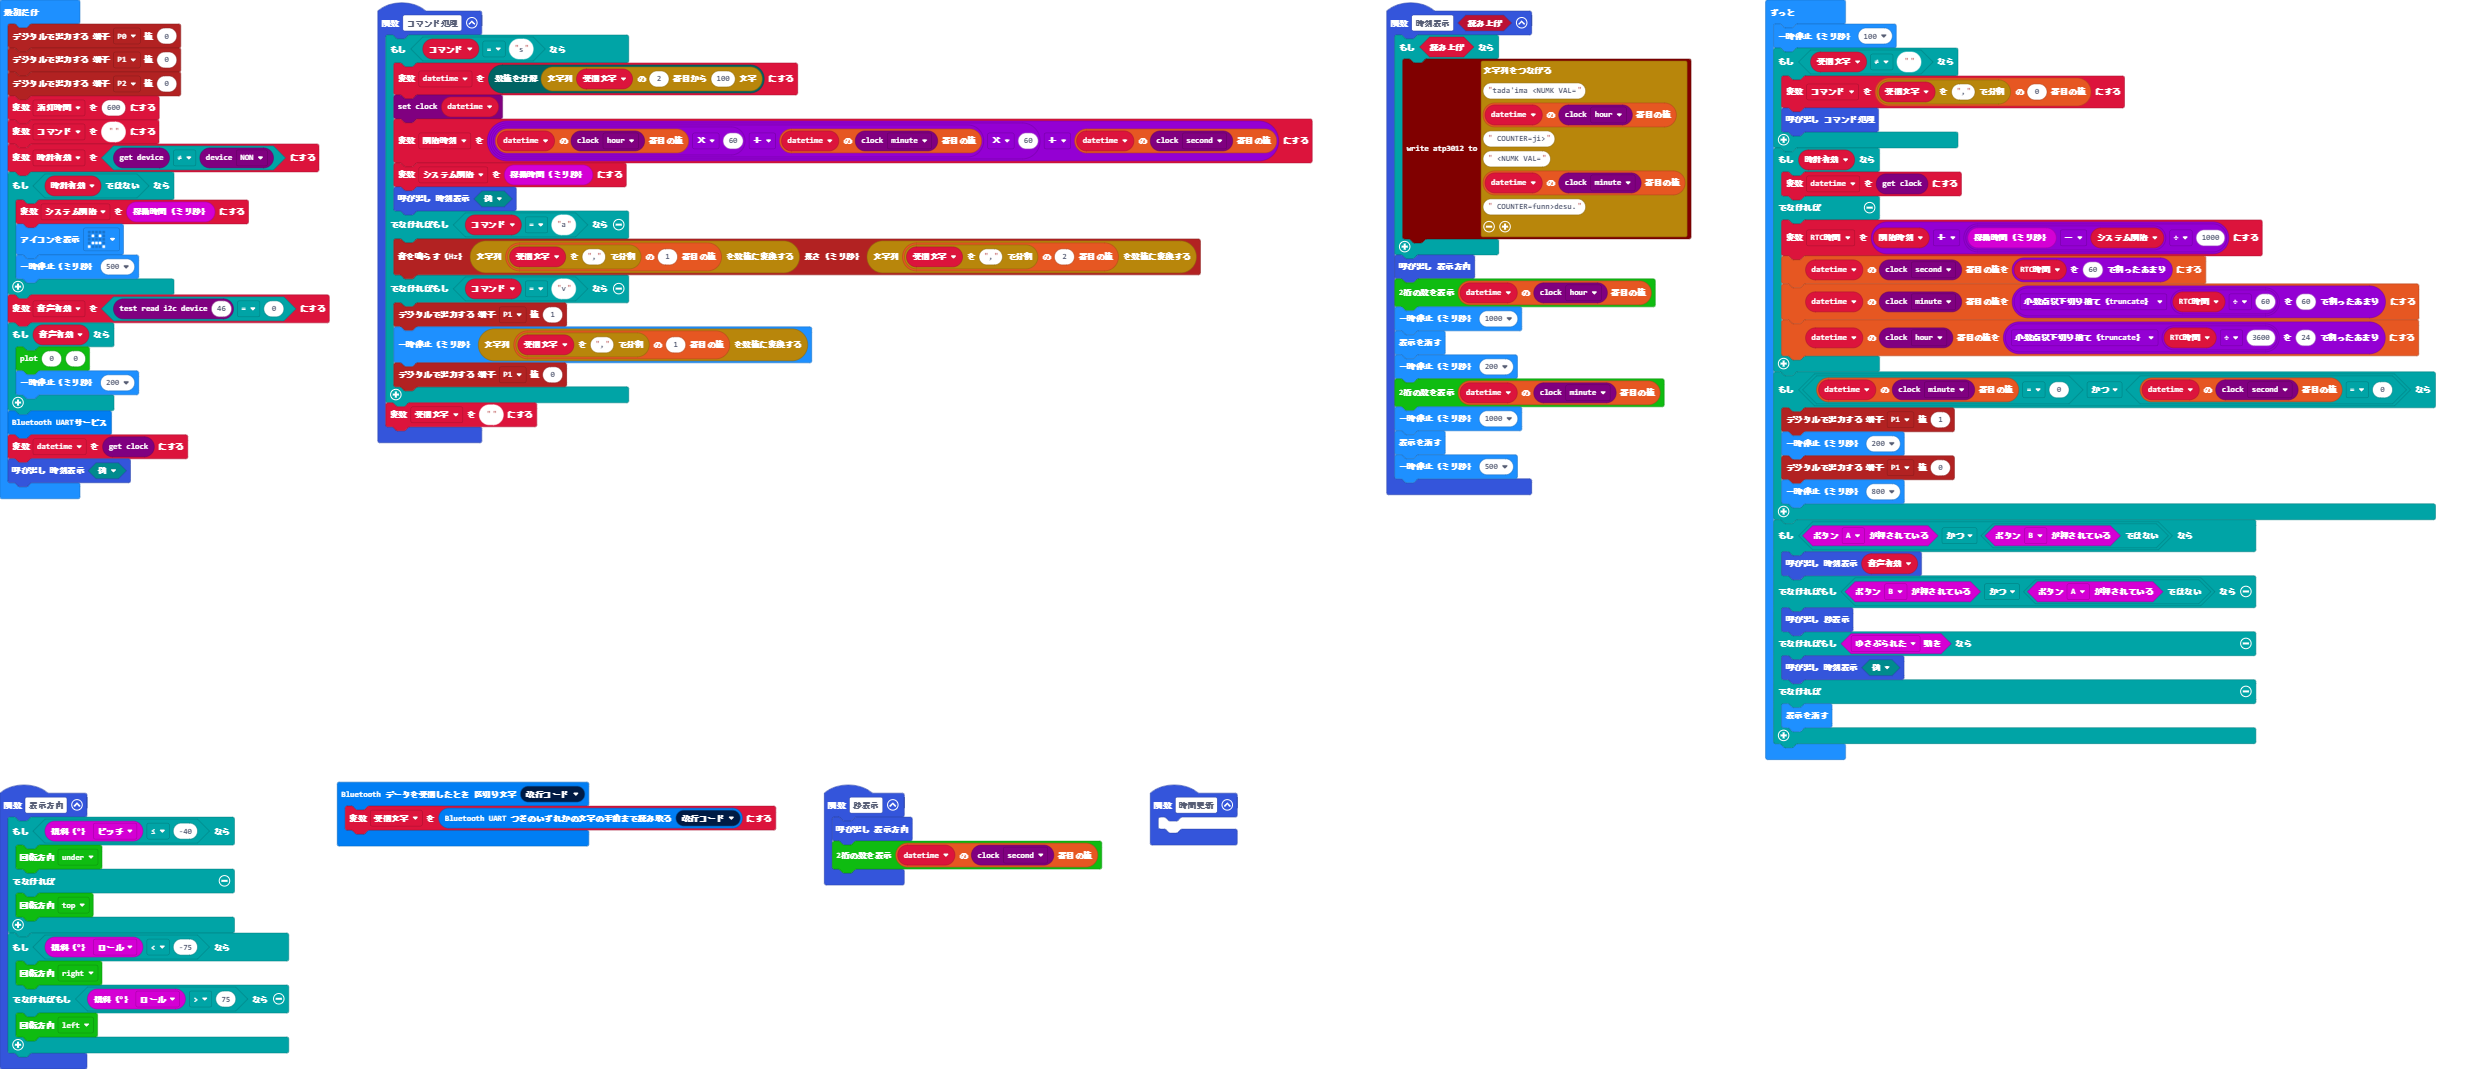 最初だけ
デジタルで出力する 端子 P0 値 0
デジタルで出力する 端子 P1 値 0
デジタルで出力する 端子 P2 値 0
変数 消灯時間 を 600 にする
変数 コマンド を "" にする
変数 時計有効 を get device ≠ device NON にする
もし 時計有効 ではない なら
変数 システム開始 を 稼働時間（ミリ秒） にする
アイコンを表示
一時停止（ミリ秒） 500
変数 音声有効 を test read i2c device 46 = 0 にする
もし 音声有効 なら
plot 0 0
一時停止（ミリ秒） 200
Bluetooth UARTサービス
変数 datetime を get clock にする
呼び出し 時刻表示 偽
関数 コマンド処理
もし コマンド = "s" なら
変数 datetime を 数値を分解 文字列 受信文字 の 2 番目から 100 文字 にする
set clock datetime
変数 開始時刻 を datetime の clock hour 番目の値 × 60 + datetime の clock minute 番目の値 × 60 + datetime の clock second 番目の値 にする
変数 システム開始 を 稼働時間（ミリ秒） にする
呼び出し 時刻表示 偽
でなければもし コマンド = "a" なら
音を鳴らす（Hz） 文字列 受信文字 を "," で分割 の 1 番目の値 を数値に変換する 長さ（ミリ秒） 文字列 受信文字 を "," で分割 の 2 番目の値 を数値に変換する
でなければもし コマンド = "v" なら
デジタルで出力する 端子 P1 値 1
一時停止（ミリ秒） 文字列 受信文字 を "," で分割 の 1 番目の値 を数値に変換する
デジタルで出力する 端子 P1 値 0
変数 受信文字 を "" にする
関数 時刻表示 読み上げ
もし 読み上げ なら
write atp3012 to 文字列をつなげる
"tada'ima <NUMK VAL="
datetime の clock hour 番目の値
" COUNTER=ji>"
" <NUMK VAL="
datetime の clock minute 番目の値
" COUNTER=funn>desu."
呼び出し 表示方向
2桁の数を表示 datetime の clock hour 番目の値
一時停止（ミリ秒） 1000
表示を消す
一時停止（ミリ秒） 200
2桁の数を表示 datetime の clock minute 番目の値
一時停止（ミリ秒） 1000
表示を消す
一時停止（ミリ秒） 500
ずっと
一時停止（ミリ秒） 100
もし 受信文字 ≠ "" なら
変数 コマンド を 受信文字 を "," で分割 の 0 番目の値 にする
呼び出し コマンド処理
もし 時計有効 なら
変数 datetime を get clock にする
でなければ
変数 RTC時間 を 開始時刻 + 稼働時間（ミリ秒） − システム開始 ÷ 1000 にする
datetime の clock second 番目の値を RTC時間 を 60 で割ったあまり にする
datetime の clock minute 番目の値を 小数点以下切り捨て（truncate） RTC時間 ÷ 60 を 60 で割ったあまり にする
datetime の clock hour 番目の値を 小数点以下切り捨て（truncate） RTC時間 ÷ 3600 を 24 で割ったあまり にする
もし datetime の clock minute 番目の値 = 0 かつ datetime の clock second 番目の値 = 0 なら
デジタルで出力する 端子 P1 値 1
一時停止（ミリ秒） 200
デジタルで出力する 端子 P1 値 0
一時停止（ミリ秒） 800
もし ボタン A が押されている かつ ボタン B が押されている ではない なら
呼び出し 時刻表示 音声有効
でなければもし ボタン B が押されている かつ ボタン A が押されている ではない なら
呼び出し 秒表示
でなければもし ゆさぶられた 動き なら
呼び出し 時刻表示 偽
でなければ
表示を消す
関数 表示方向
もし 傾斜（°） ピッチ ≤ -40 なら
回転方向 under
でなければ
回転方向 top
もし 傾斜（°） ロール < -75 なら
回転方向 right
でなければもし 傾斜（°） ロール > 75 なら
回転方向 left
Bluetooth データを受信したとき 区切り文字 改行コード
変数 受信文字 を Bluetooth UART つぎのいずれかの文字の手前まで読み取る 改行コード にする
関数 秒表示
呼び出し 表示方向
2桁の数を表示 datetime の clock second 番目の値
関数 時間更新